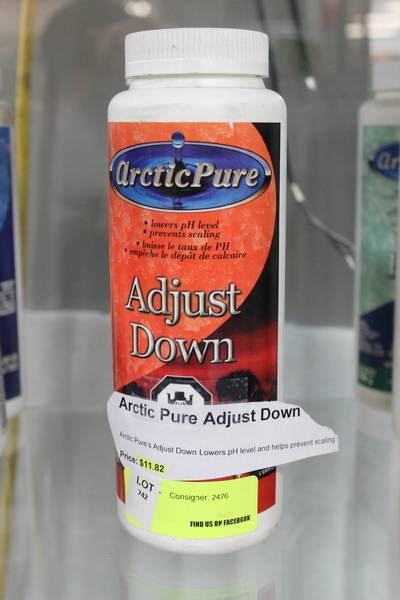 ArcticPure
• lowers pH level
• prevents scaling
• baisse le taux de PH
• empêche le dépôt de calcaire
Adjust
Down
Arctic Pure Adjust Down
Arctic Pure's Adjust Down Lowers pH level and helps prevent scaling
Price: $11.82
LOT
742
Consigner: 2476
FIND US ON FACEBOOK